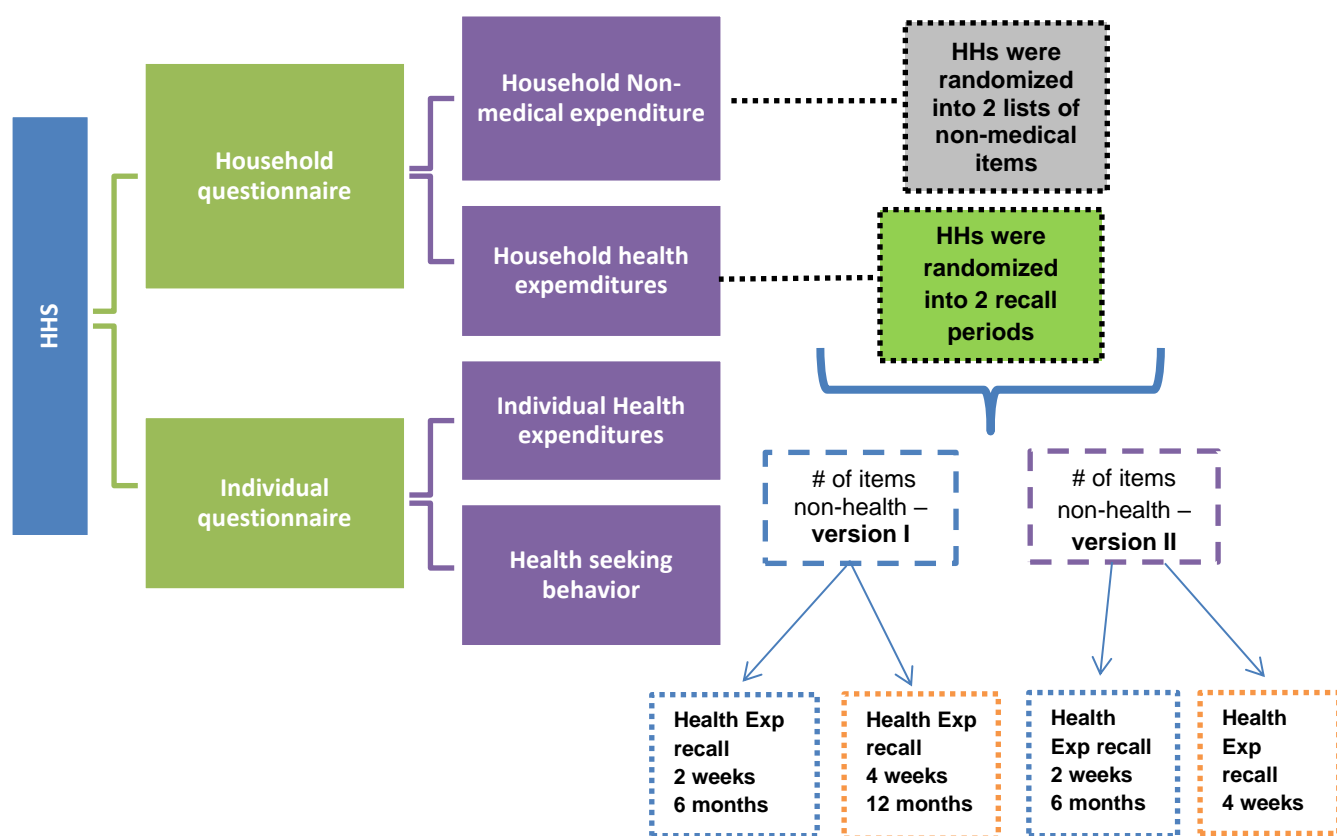 HHS
Household
questionnaire
Individual
questionnaire
Household Non-
medical expenditure
Household health
expemditures
Individual Health
expenditures
Health seeking
behavior
HHs were
randomized
into 2 lists of
non-medical
items
HHs were
randomized
into 2 recall
periods
# of items
non-health –
version I
# of items
non-health –
version II
Health Exp
recall
2 weeks
6 months
Health Exp
recall
4 weeks
12 months
Health
Exp recall
2 weeks
6 months
Health
Exp
recall
4 weeks